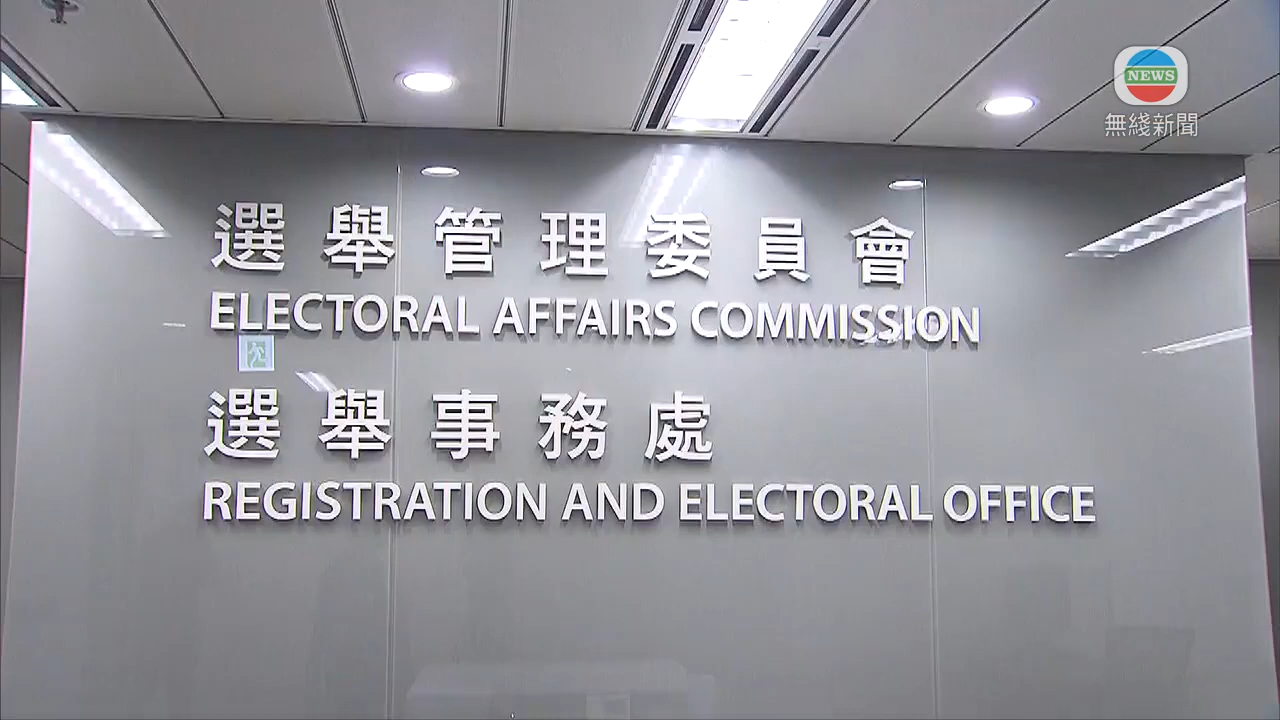 NEWS
無綫新聞
選舉管理委員會
ELECTORAL AFFAIRS COMMISSION
選舉事務處
REGISTRATION AND ELECTORAL OFFICE